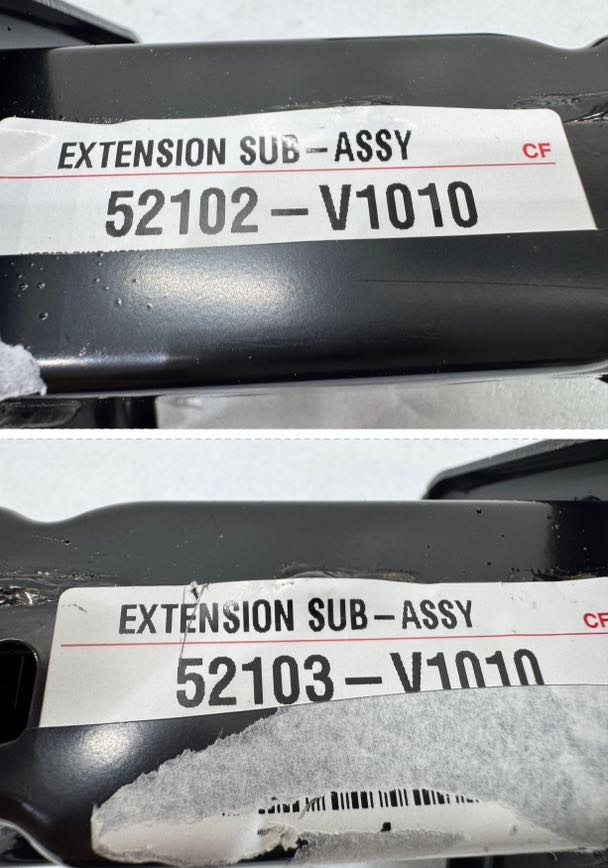 EXTENSION SUB-ASSY
CF
52102-V1010
EXTENSION SUB-ASSY
CF
52103-V1010